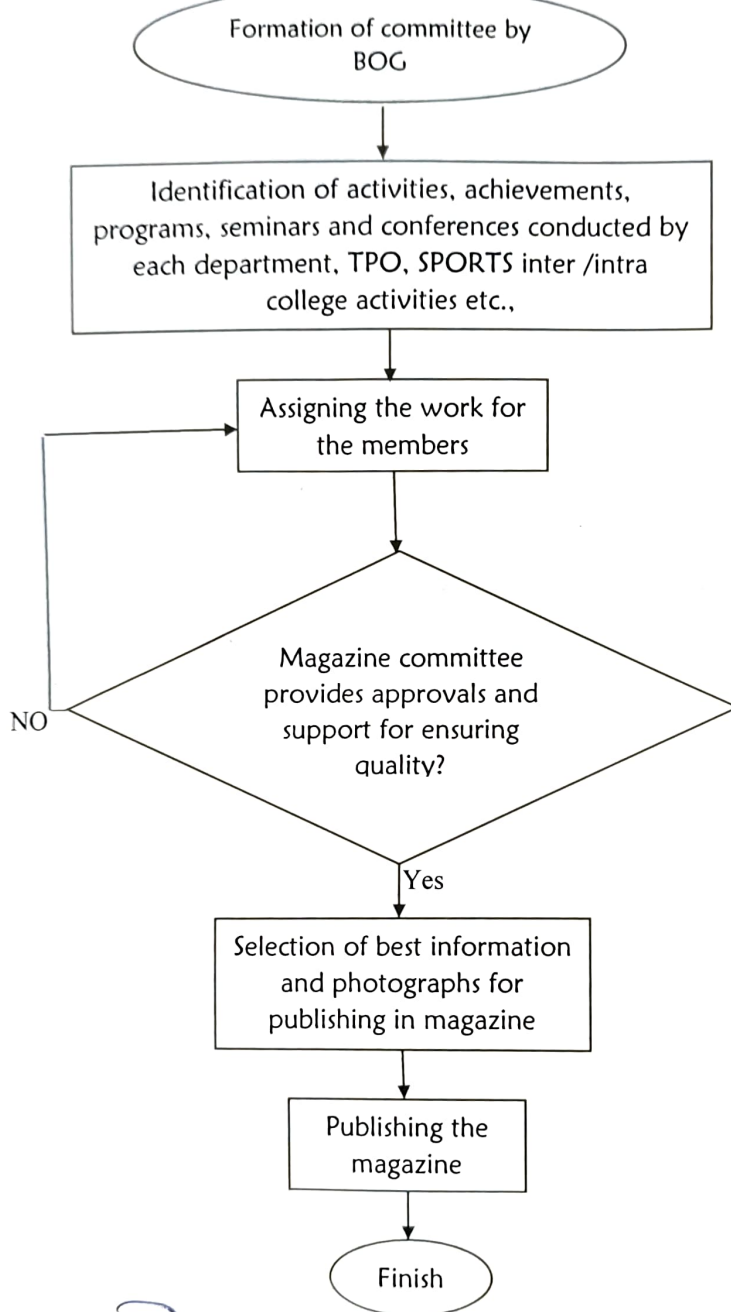 Formation of committee by
BOG
Identification of activities, achievements,
programs, seminars and conferences conducted by
each department, TPO, SPORTS inter /intra
college activities etc.,
Assigning the work for
the members
Magazine committee
provides approvals and
support for ensuring
quality?
NO
Yes
Selection of best information
and photographs for
publishing in magazine
Publishing the
magazine
Finish